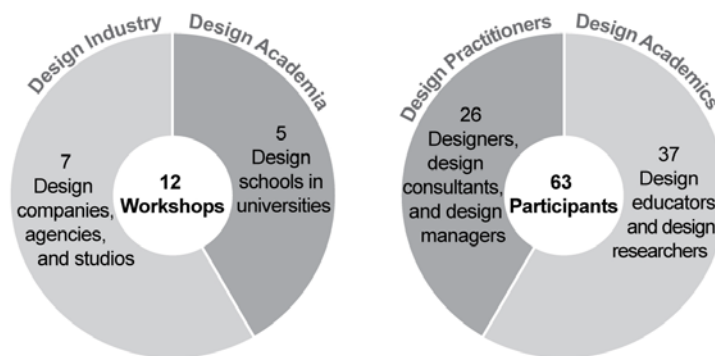 Design Industry
Design Academia
7
Design
companies,
agencies,
and studios
12
Workshops
5
Design
schools in
universities
Design Practitioners
Design Academics
26
Designers,
design
consultants,
and design
managers
63
Participants
37
Design
educators
and design
researchers